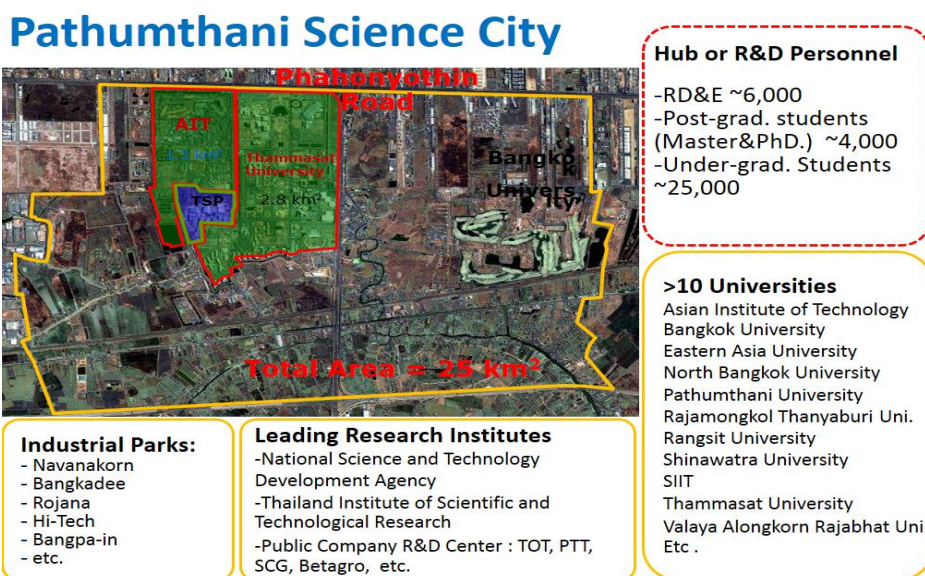 Pathumthani Science City
Phahonyothin
Road
AIT
Thammasat
University
2.8 km²
TSP
Bangko
k
Univers
ity
Total Area = 25 km²
Hub or R&D Personnel
-RD&E ~6,000
-Post-grad. students
(Master&PhD.) ~4,000
-Under-grad. Students
~25,000
>10 Universities
Asian Institute of Technology
Bangkok University
Eastern Asia University
North Bangkok University
Pathumthani University
Rajamongkol Thanyaburi Uni.
Rangsit University
Shinawatra University
SIIT
Thammasat University
Valaya Alongkorn Rajabhat Uni
Etc .
Industrial Parks:
- Navanakorn
- Bangkadee
- Rojana
- Hi-Tech
- Bangpa-in
- etc.
Leading Research Institutes
-National Science and Technology
Development Agency
-Thailand Institute of Scientific and
Technological Research
-Public Company R&D Center : TOT, PTT,
SCG, Betagro,  etc.